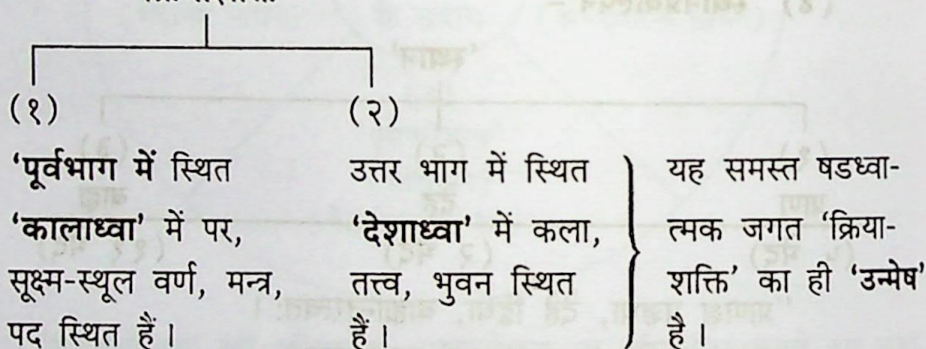 (१)
'पूर्वभाग में स्थित
'कालाध्वा' में पर,
सूक्ष्म-स्थूल वर्ण, मन्त्र,
पद स्थित हैं।
(२)
उत्तर भाग में स्थित
'देशाध्वा' में कला,
तत्त्व, भुवन स्थित
हैं।
यह समस्त षडध्वा-
त्मक जगत 'क्रिया-
शक्ति' का ही 'उन्मेष'
है।